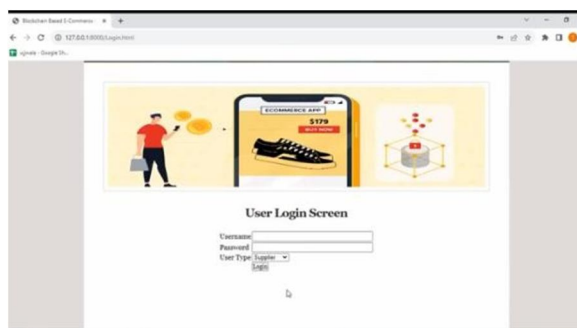 Blockchain Based E-Commerce
127.0.0.1:8000/Login.html
ECOMMERCE APP
$179
BUY NOW
User Login Screen
Username
Password
User Type Supplier
Login